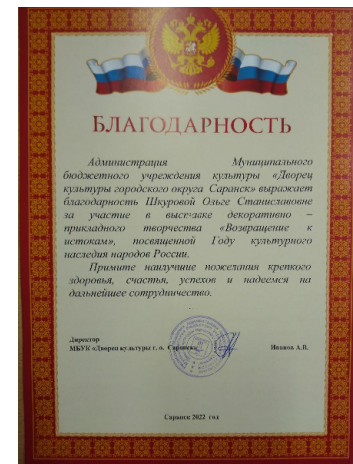 БЛАГОДАРНОСТЬ
Администрация Муниципального
бюджетного учреждения культуры «Дворец
культуры городского округа Саранск» выражает
благодарность Шкуровой Ольге Станиславовне
за участие в выставке декоративно –
прикладного творчества «Возвращение к
истокам», посвященной Году культурного
наследия народов России.
Примите наилучшие пожелания крепкого
здоровья, счастья, успехов и надеемся на
дальнейшее сотрудничество.
Директор
МБУК «Дворец культуры г. о. Саранск» Иванов А.В.
Саранск 2022 год